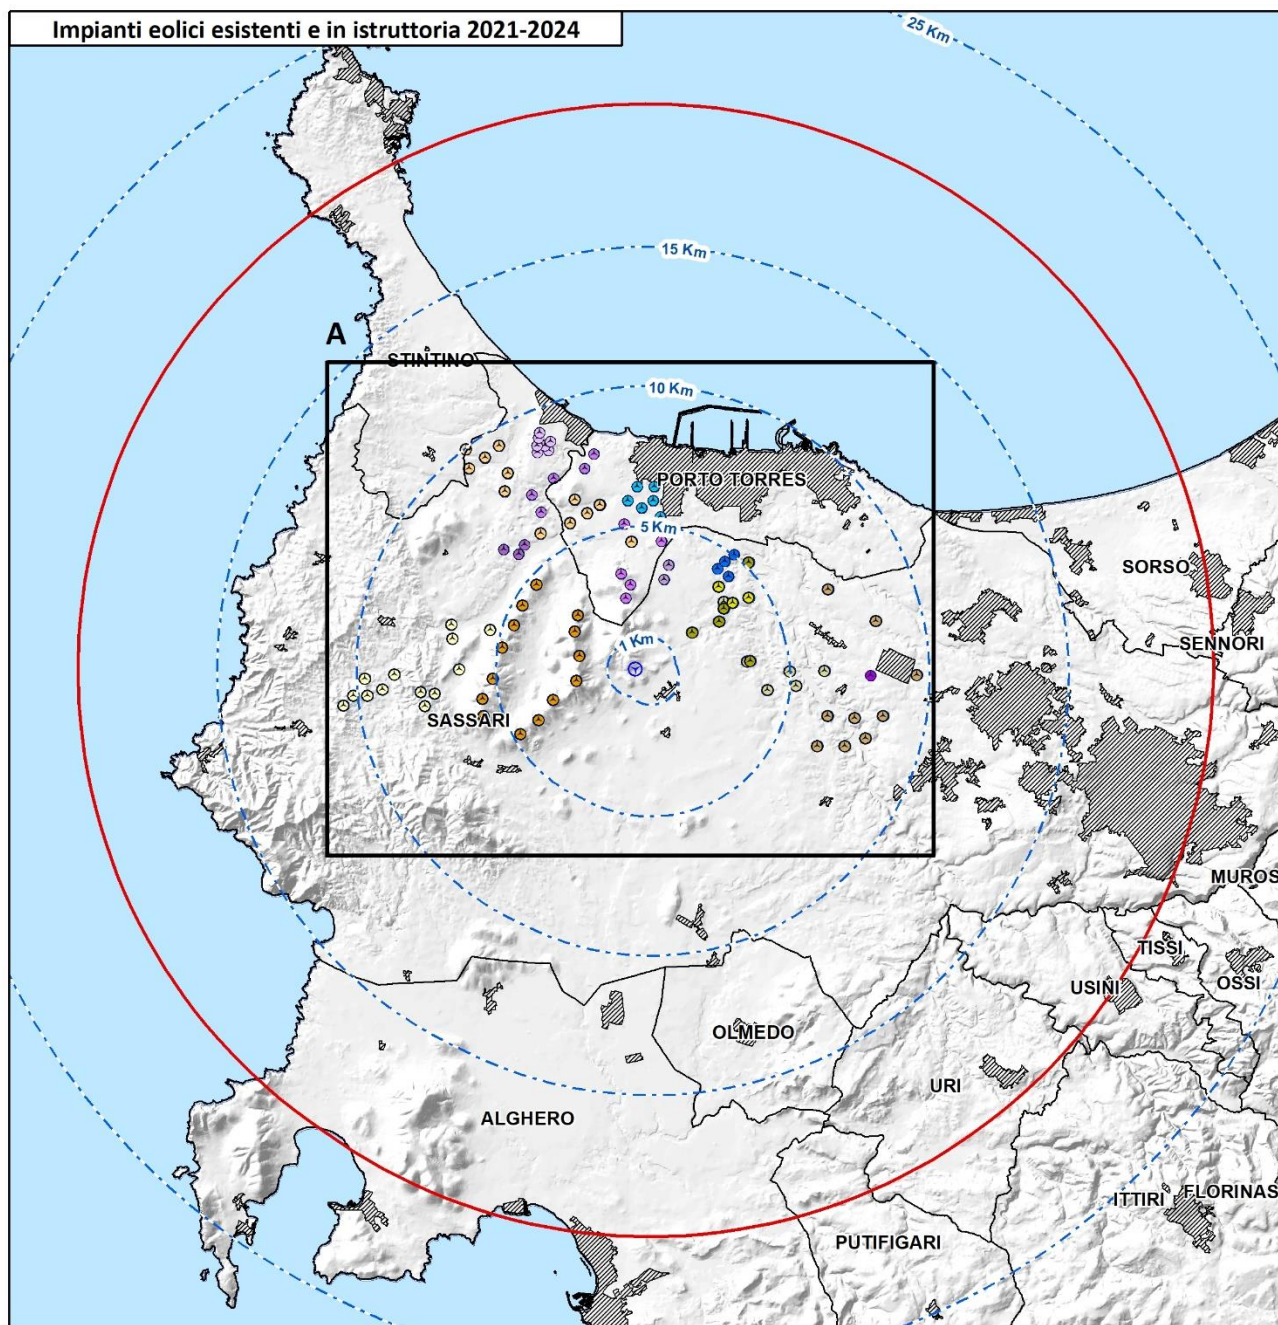 Impianti eolici esistenti e in istruttoria 2021-2024
25 Km
15 Km
A
STINTINO
10 Km
PORTO TORRES
5 Km
SORSO
SENNORI
1 Km
SASSARI
MUROS
TISSI
OSSI
USINI
OLMEDO
URI
ALGHERO
ITTIRI
FLORINAS
PUTIFIGARI